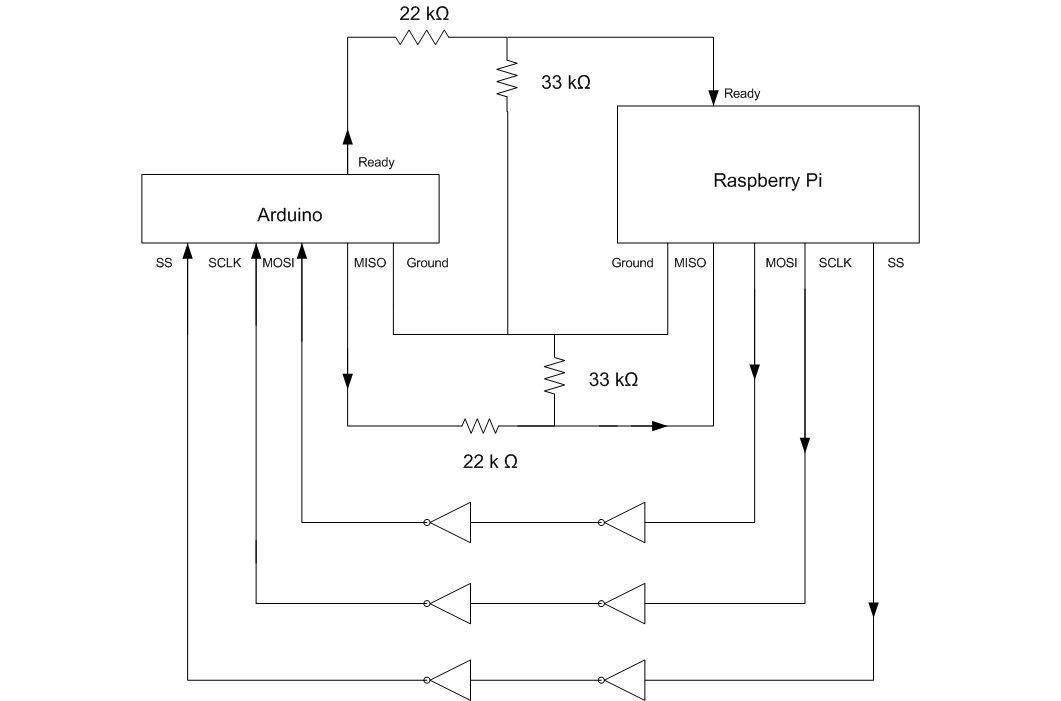 22 kΩ
33 kΩ
Ready
Ready
Raspberry Pi
Arduino
SS SCLK MOSI MISO Ground
Ground MISO MOSI SCLK SS
33 kΩ
22 k Ω